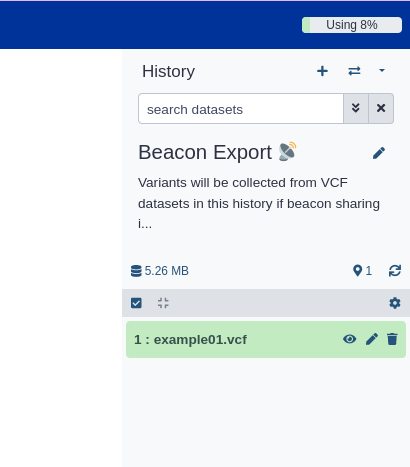 Using 8%
History
search datasets
Beacon Export
Variants will be collected from VCF
datasets in this history if beacon sharing
i...
5.26 MB
1
1 : example01.vcf